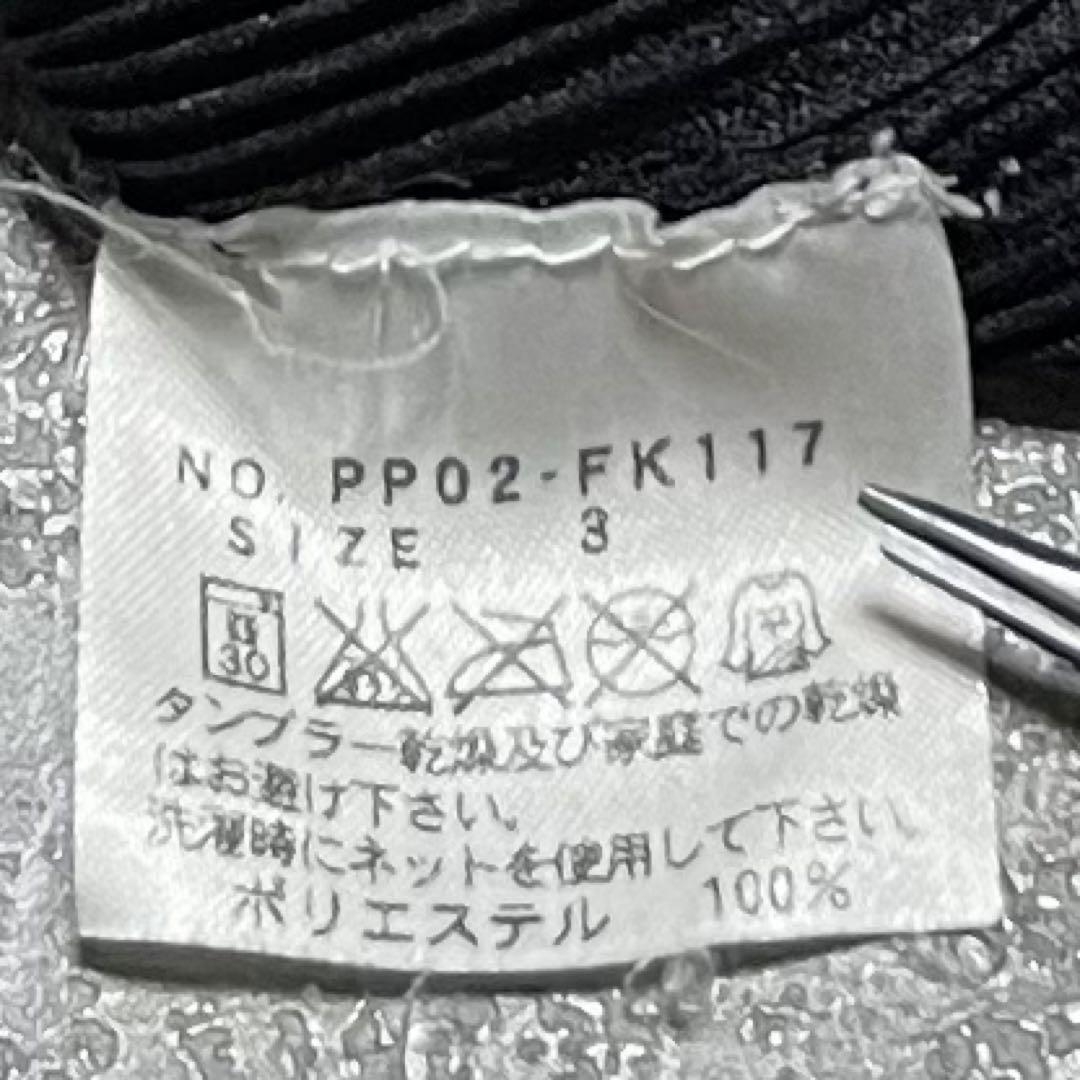 NO. PP02-FK117
SIZE 3
30
タンブラー乾燥及び家庭での乾燥
はお避け下さい。
洗濯時にネットを使用して下さい。
ポリエステル 100%